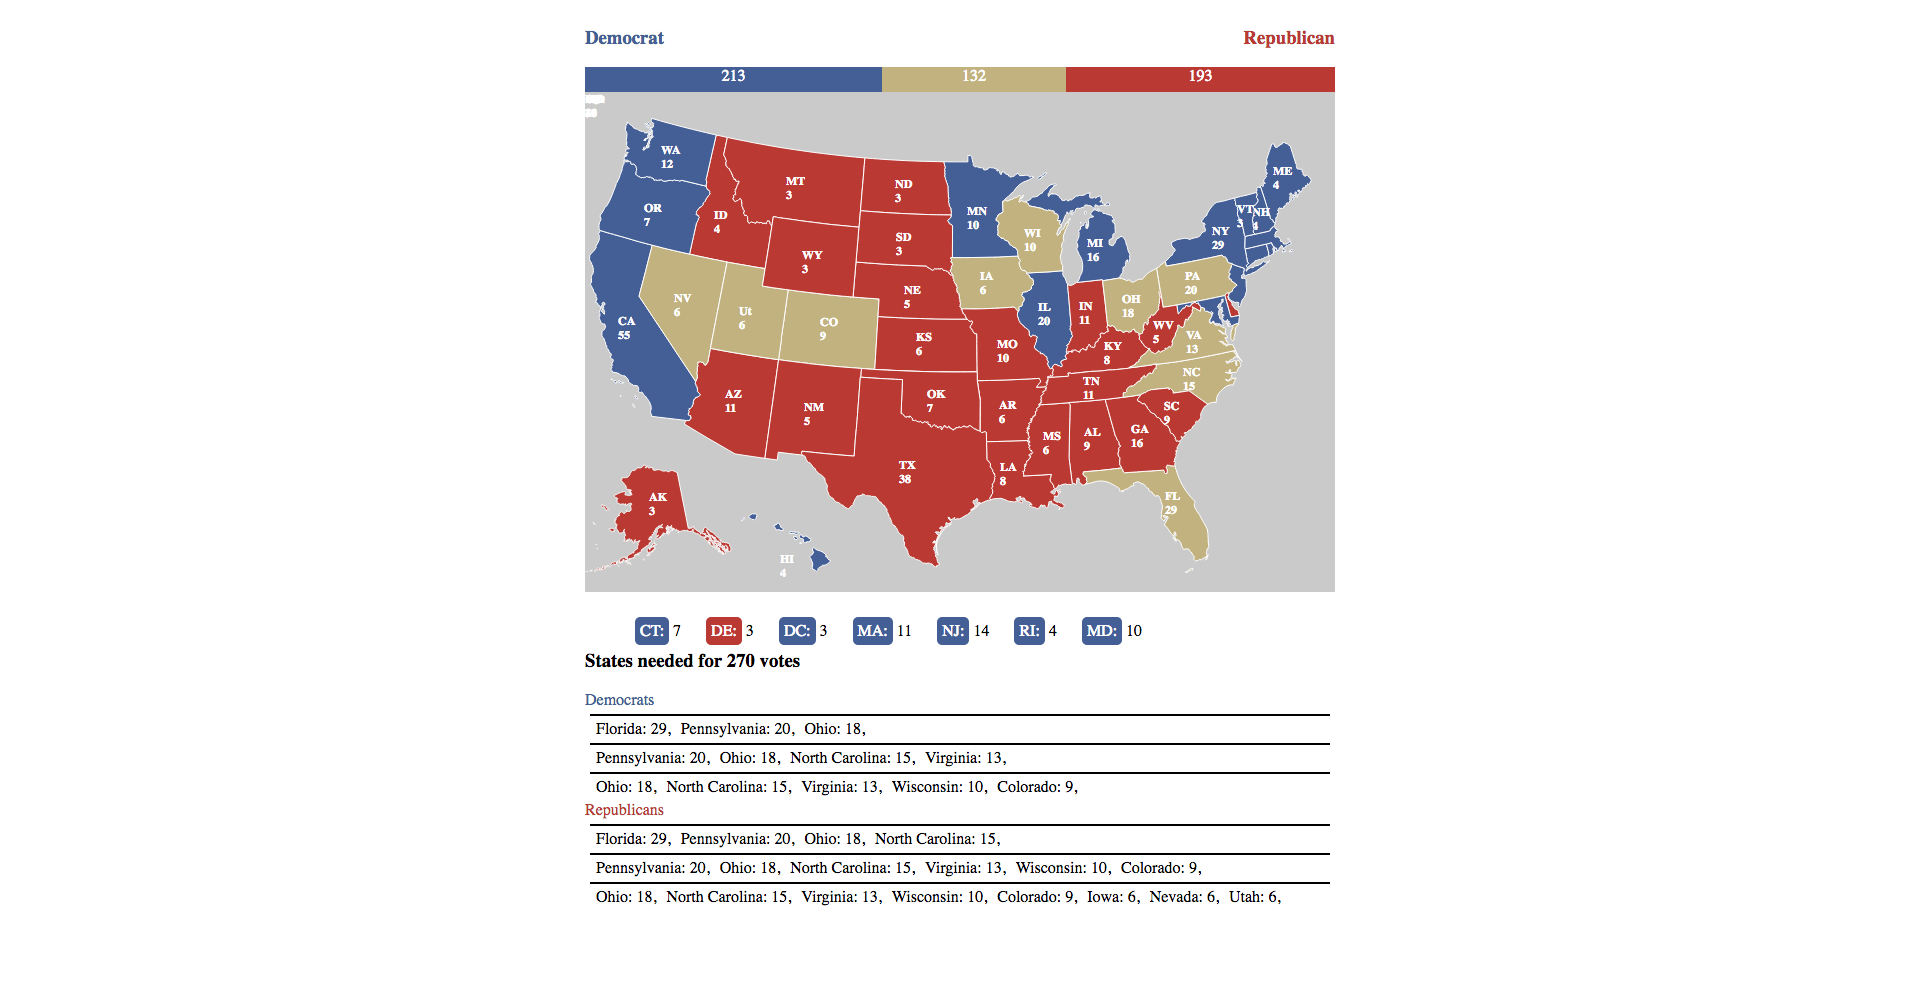 Democrat Republican
213 132 193
WA
12
OR
7
CA
55
ID
4
NV
6
MT
3
WY
3
Ut
6
CO
9
AZ
11
NM
5
ND
3
SD
3
NE
5
KS
6
OK
7
TX
38
MN
10
IA
6
MO
10
AR
6
LA
8
WI
10
IL
20
MI
16
IN
11
OH
18
KY
8
TN
11
MS
6
AL
9
GA
16
FL
29
SC
9
NC
15
VA
13
WV
5
PA
20
NY
29
VT
3
NH
4
ME
4
AK
3
HI
4
CT: 7 DE: 3 DC: 3 MA: 11 NJ: 14 RI: 4 MD: 10
States needed for 270 votes
Democrats
Florida: 29, Pennsylvania: 20, Ohio: 18,
Pennsylvania: 20, Ohio: 18, North Carolina: 15, Virginia: 13,
Ohio: 18, North Carolina: 15, Virginia: 13, Wisconsin: 10, Colorado: 9,
Republicans
Florida: 29, Pennsylvania: 20, Ohio: 18, North Carolina: 15,
Pennsylvania: 20, Ohio: 18, North Carolina: 15, Virginia: 13, Wisconsin: 10, Colorado: 9,
Ohio: 18, North Carolina: 15, Virginia: 13, Wisconsin: 10, Colorado: 9, Iowa: 6, Nevada: 6, Utah: 6,